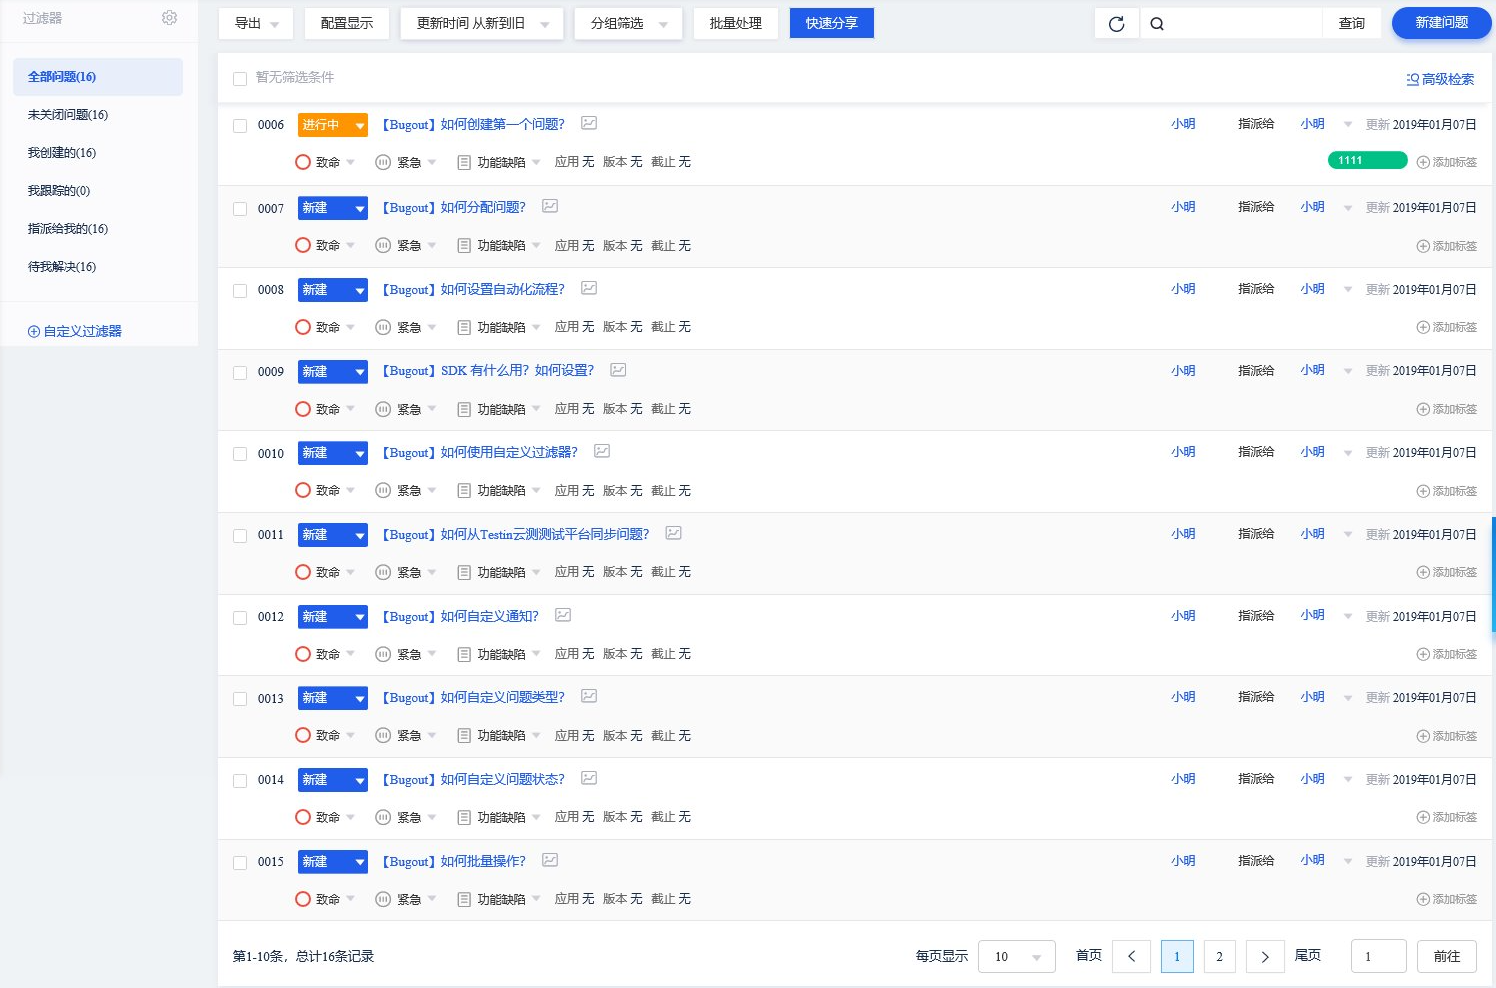 过滤器
全部问题(16)
未关闭问题(16)
我创建的(16)
我跟踪的(0)
指派给我的(16)
待我解决(16)
自定义过滤器
导出 配置显示 更新时间 从新到旧 分组筛选 批量处理 快速分享 查询 新建问题
暂无筛选条件 高级检索
0006 进行中 【Bugout】如何创建第一个问题? 小明 指派给 小明 更新 2019年01月07日
致命 紧急 功能缺陷 应用 无 版本 无 截止 无 1111 添加标签
0007 新建 【Bugout】如何分配问题? 小明 指派给 小明 更新 2019年01月07日
致命 紧急 功能缺陷 应用 无 版本 无 截止 无 添加标签
0008 新建 【Bugout】如何设置自动化流程? 小明 指派给 小明 更新 2019年01月07日
致命 紧急 功能缺陷 应用 无 版本 无 截止 无 添加标签
0009 新建 【Bugout】SDK 有什么用？如何设置? 小明 指派给 小明 更新 2019年01月07日
致命 紧急 功能缺陷 应用 无 版本 无 截止 无 添加标签
0010 新建 【Bugout】如何使用自定义过滤器? 小明 指派给 小明 更新 2019年01月07日
致命 紧急 功能缺陷 应用 无 版本 无 截止 无 添加标签
0011 新建 【Bugout】如何从Testin云测测试平台同步问题? 小明 指派给 小明 更新 2019年01月07日
致命 紧急 功能缺陷 应用 无 版本 无 截止 无 添加标签
0012 新建 【Bugout】如何自定义通知? 小明 指派给 小明 更新 2019年01月07日
致命 紧急 功能缺陷 应用 无 版本 无 截止 无 添加标签
0013 新建 【Bugout】如何自定义问题类型? 小明 指派给 小明 更新 2019年01月07日
致命 紧急 功能缺陷 应用 无 版本 无 截止 无 添加标签
0014 新建 【Bugout】如何自定义问题状态? 小明 指派给 小明 更新 2019年01月07日
致命 紧急 功能缺陷 应用 无 版本 无 截止 无 添加标签
0015 新建 【Bugout】如何批量操作? 小明 指派给 小明 更新 2019年01月07日
致命 紧急 功能缺陷 应用 无 版本 无 截止 无 添加标签
第1-10条，总计16条记录 每页显示 10 首页 1 2 尾页 1 前往